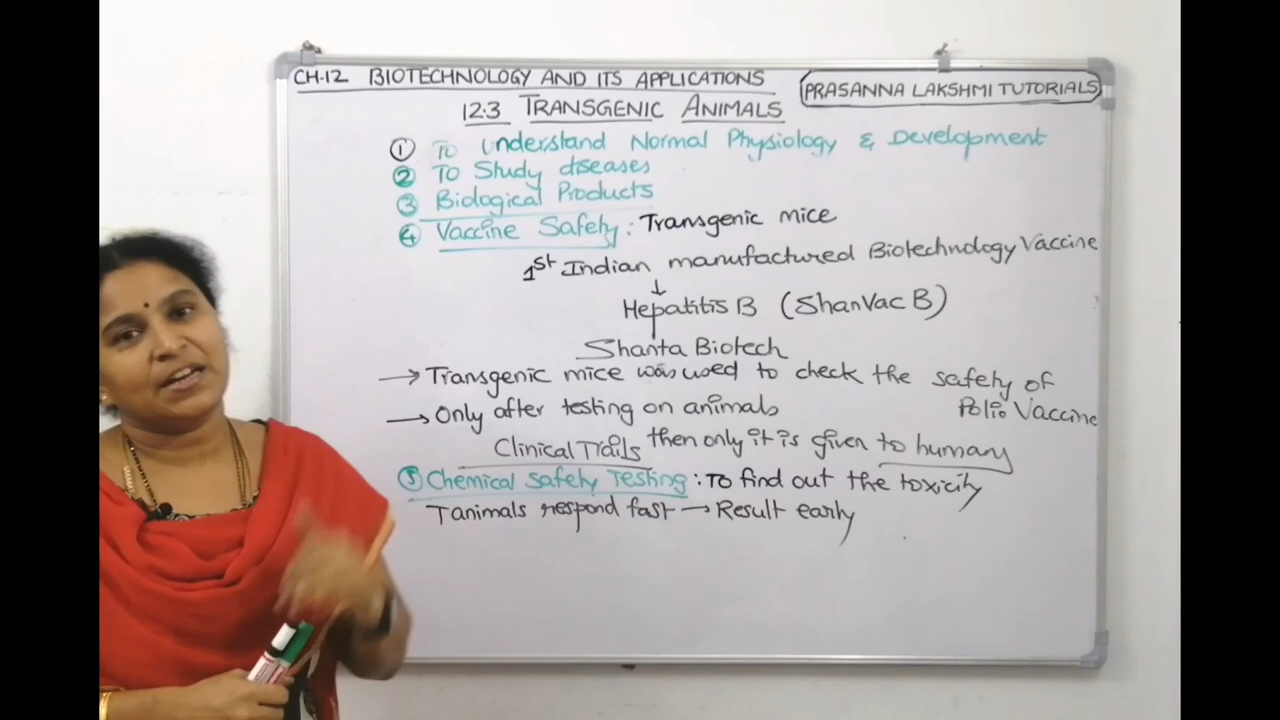 CH-12 BIOTECHNOLOGY AND ITS APPLICATIONS
PRASANNA LAKSHMI TUTORIALS
12.3 TRANSGENIC ANIMALS
① To Understand Normal Physiology & Development
② To Study diseases
③ Biological Products
④ Vaccine Safety : Transgenic mice
1st Indian manufactured Biotechnology Vaccine
↓
Hepatitis B (ShanVac B)
Shanta Biotech
→ Transgenic mice was used to check the safety of
Polio Vaccine
→ Only after testing on animals
Clinical Trails then only it is given to humans
⑤ Chemical Safety Testing : To find out the toxicity
Tanimals respond fast → Result early